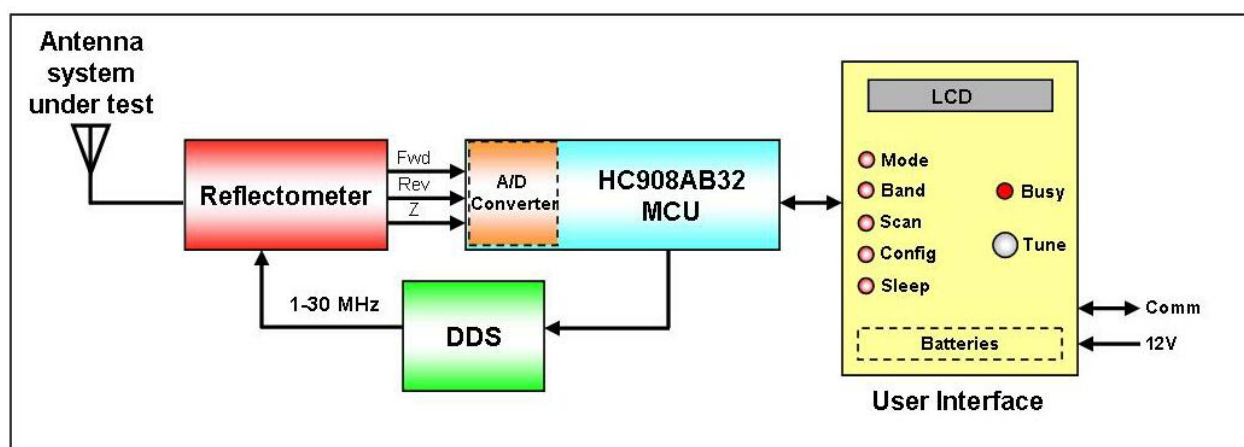 Antenna
system
under test
Reflectometer
Fwd
Rev
Z
A/D
Converter
HC908AB32
MCU
1-30 MHz
DDS
LCD
Mode
Band
Scan
Config
Sleep
Busy
Tune
Batteries
Comm
12V
User Interface